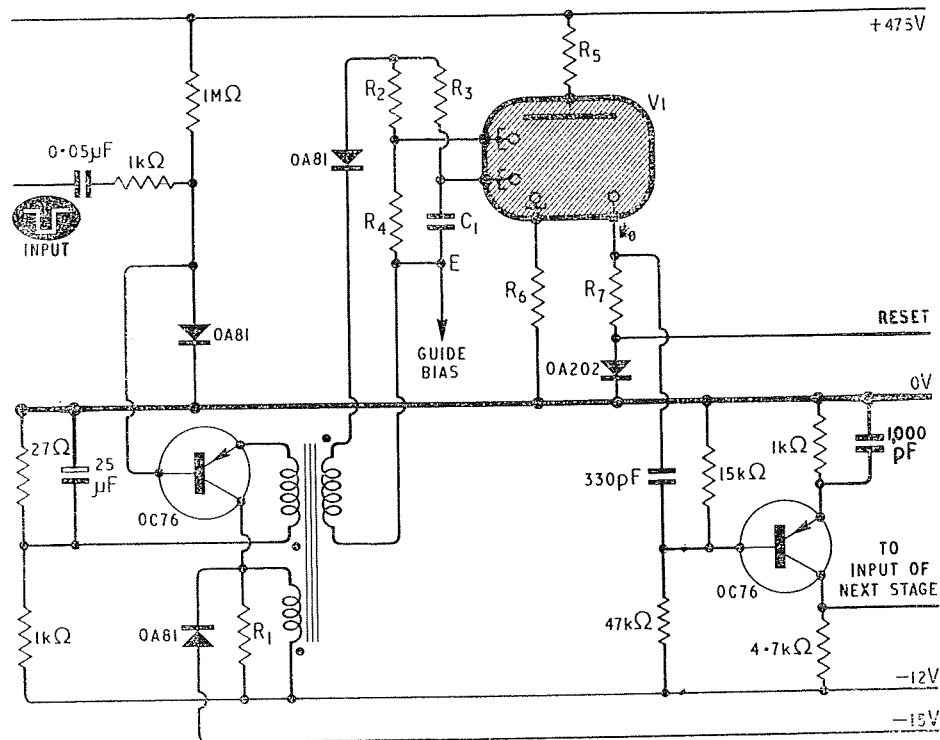 +475V
R5
1MΩ
R2
R3
V1
0·05µF
1kΩ
0A81
INPUT
R4
C1
k0
E
R6
R7
0A81
GUIDE
BIAS
RESET
0A202
0V
27Ω
25
µF
1kΩ
1,000
pF
330pF
15kΩ
0C76
TO
INPUT OF
NEXT STAGE
0C76
1kΩ
0A81
R1
47kΩ
4·7kΩ
−12V
−15V